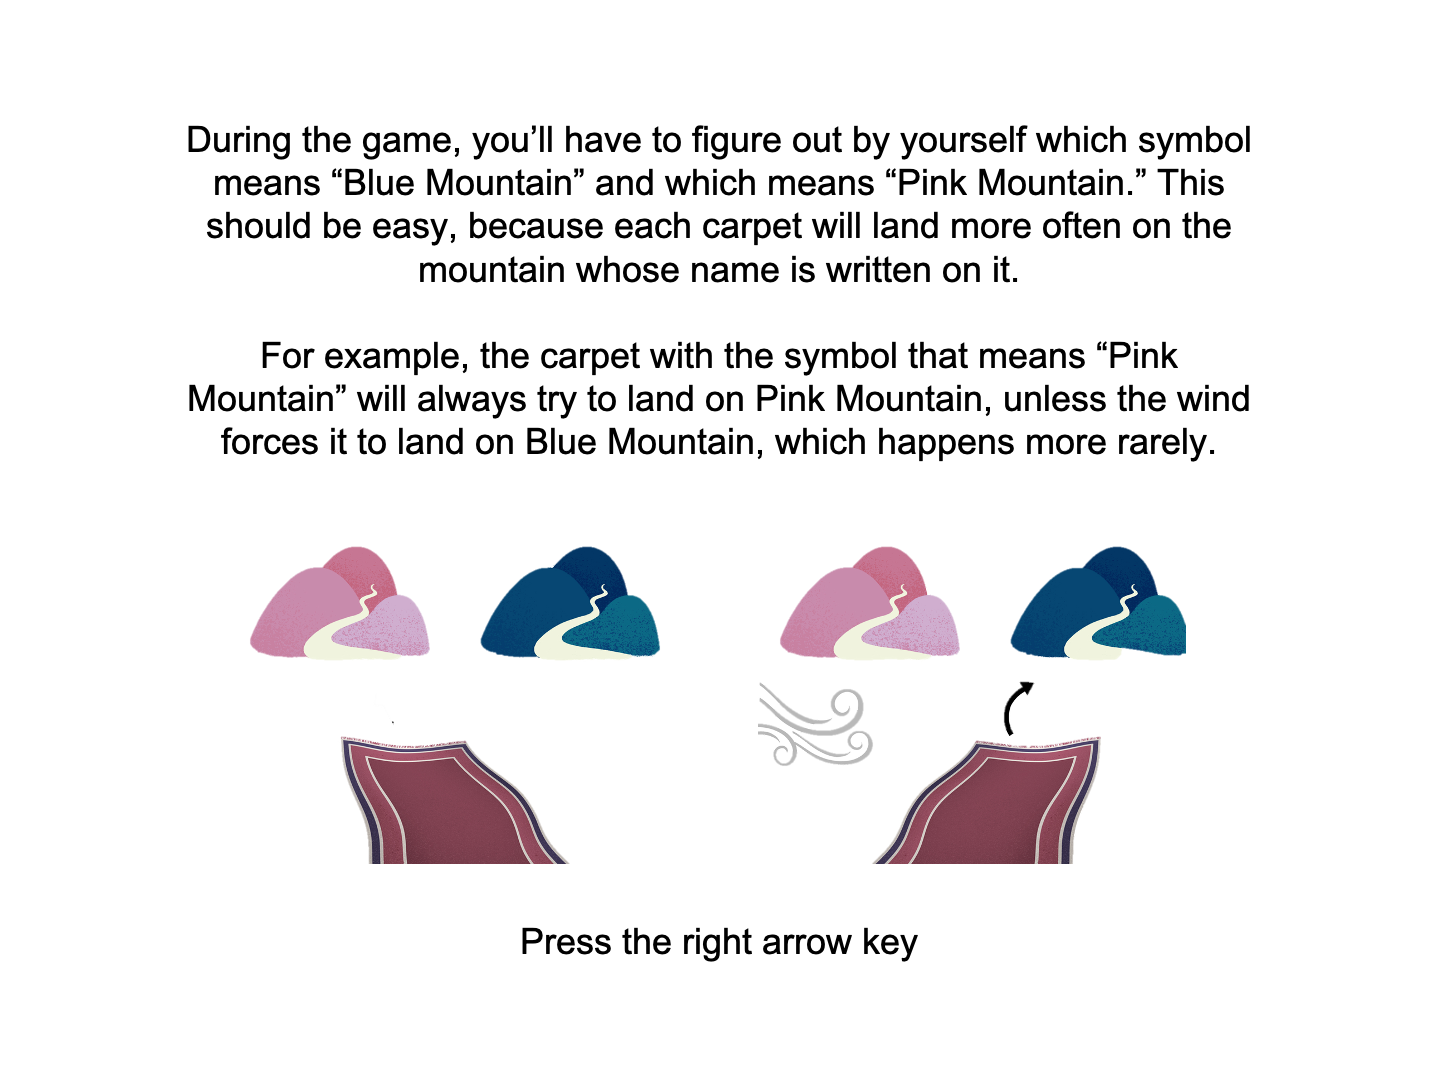 During the game, you’ll have to figure out by yourself which symbol
means “Blue Mountain” and which means “Pink Mountain.” This
should be easy, because each carpet will land more often on the
mountain whose name is written on it.
For example, the carpet with the symbol that means “Pink
Mountain” will always try to land on Pink Mountain, unless the wind
forces it to land on Blue Mountain, which happens more rarely.
Press the right arrow key